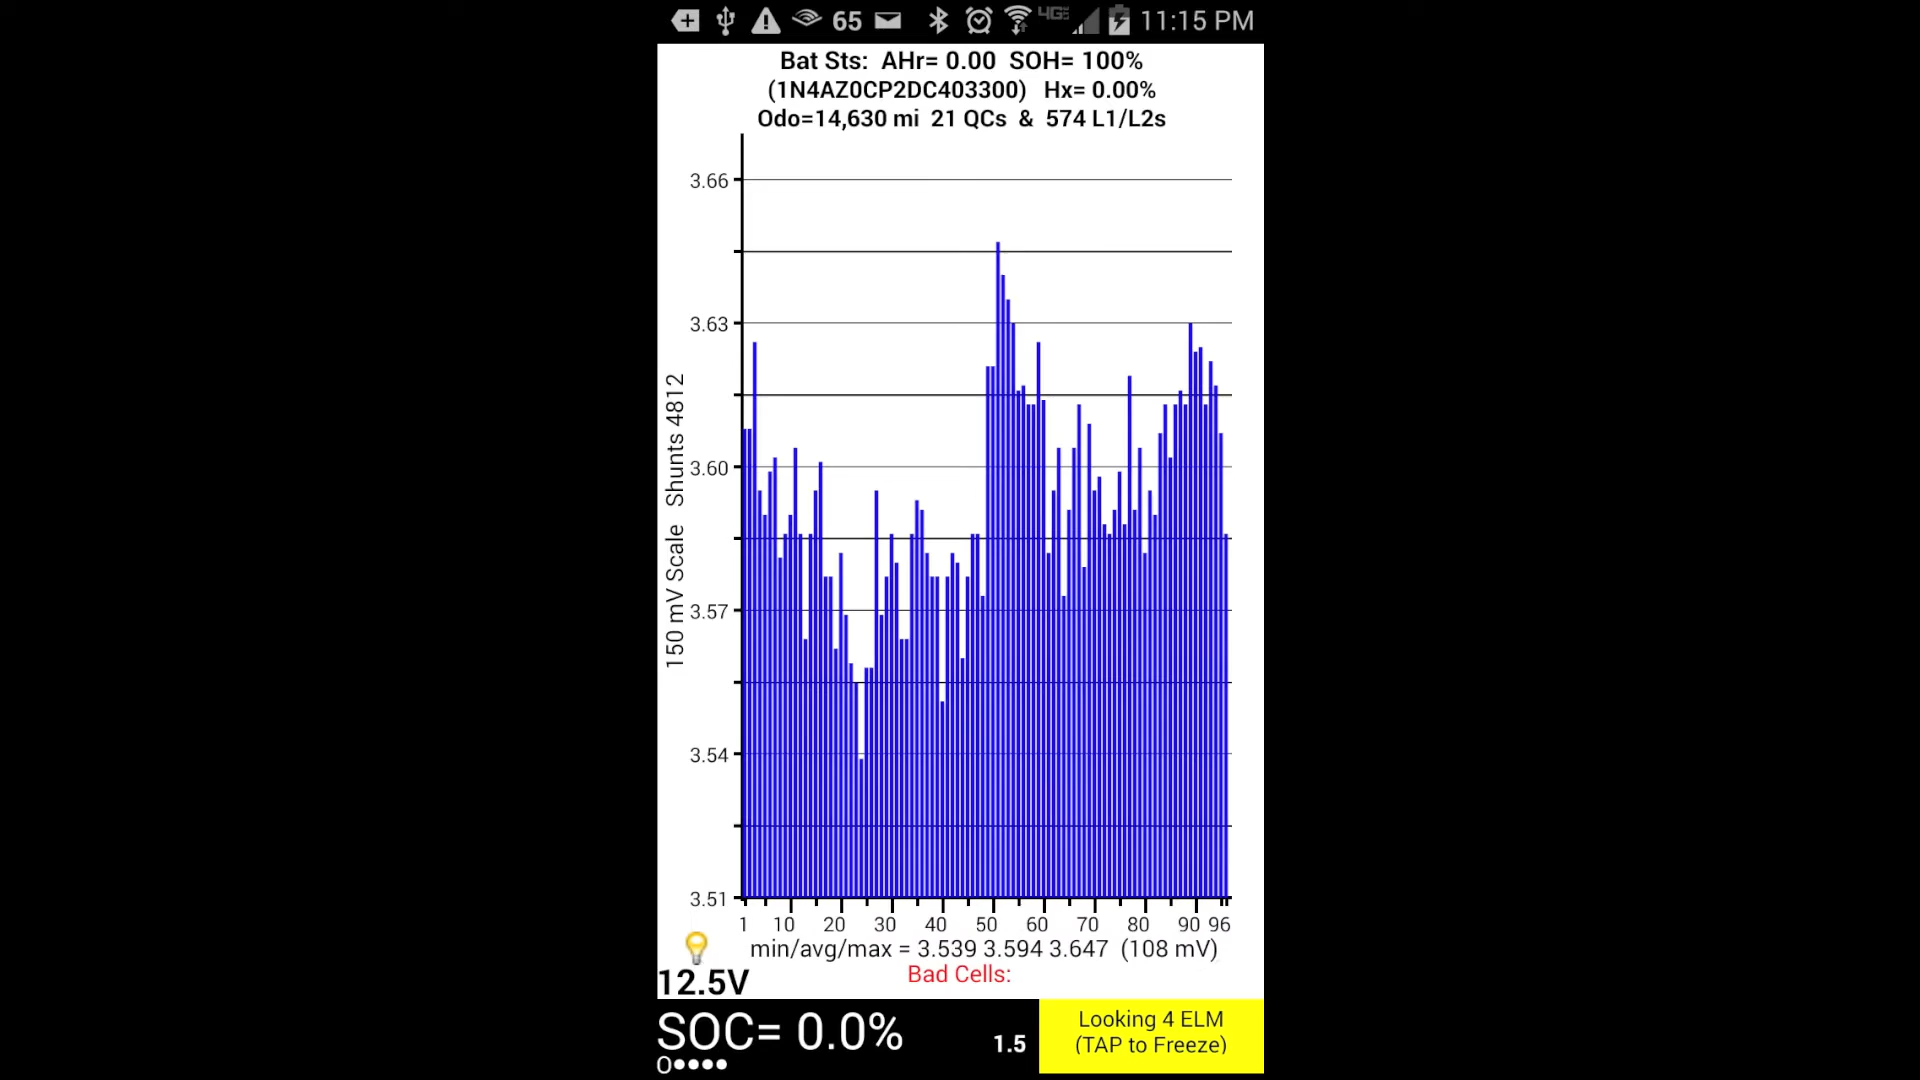 65 4G 11:15 PM
Bat Sts: AHr= 0.00 SOH= 100%
(1N4AZ0CP2DC403300) Hx= 0.00%
Odo=14,630 mi 21 QCs & 574 L1/L2s
150 mV Scale Shunts 4812
3.66
3.63
3.60
3.57
3.54
3.51
1 10 20 30 40 50 60 70 80 90 96
min/avg/max = 3.539 3.594 3.647 (108 mV)
Bad Cells:
12.5V
SOC= 0.0%
1.5
Looking 4 ELM
(TAP to Freeze)